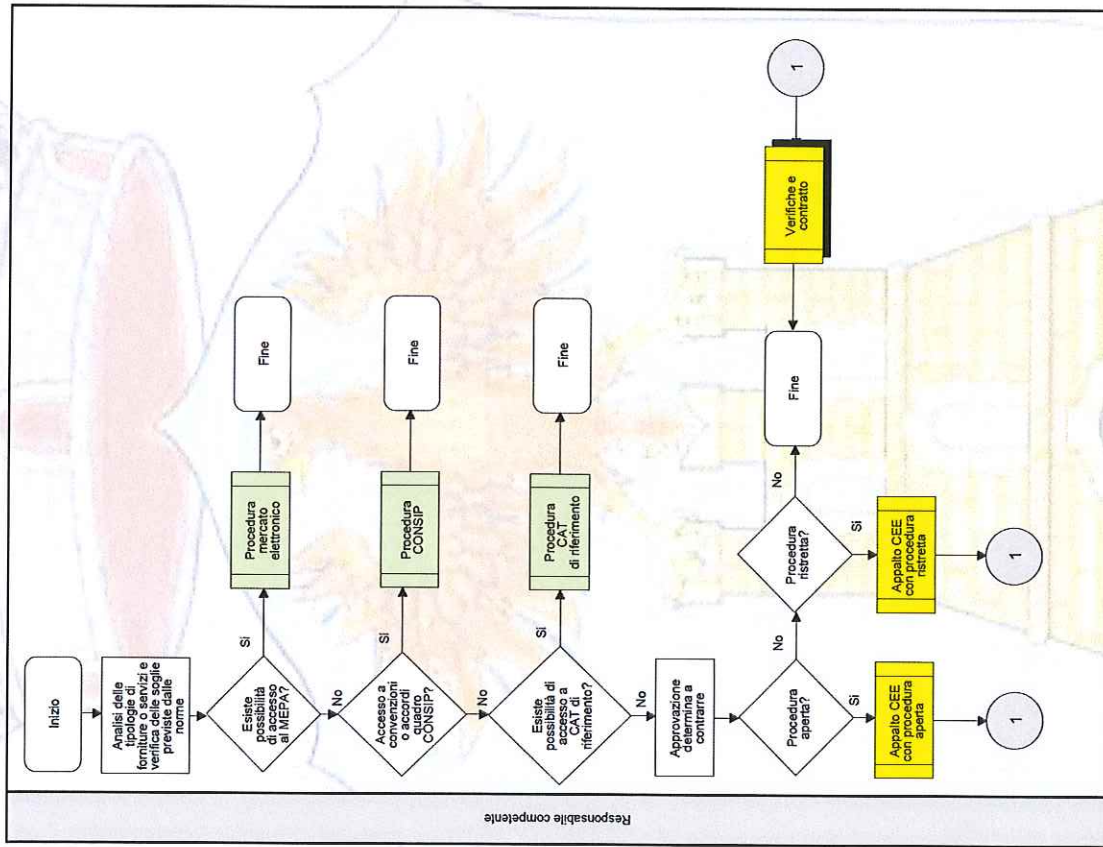 Responsabile competente
Inizio
Analisi delle
tipologie di
forniture o servizi e
verifica delle soglie
previste dalle
norme
Esiste
possibilità
di accesso
al MEPA?
Si
Procedura
mercato
elettronico
Fine
No
Accesso a
convenzioni
o accordi
quadro
CONSIP?
Si
Procedura
CONSIP
Fine
No
Esiste
possibilità di
accesso a
CAT di
riferimento?
Si
Procedura
CAT
di riferimento
Fine
No
Approvazione
determina a
contrarre
Procedura
aperta?
No
Si
Appalto CEE
con procedura
aperta
1
Procedura
ristretta?
No
Si
Appalto CEE
con procedura
ristretta
1
Fine
Verifiche e
contratto
1